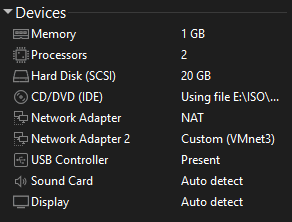 Devices
Memory 1 GB
Processors 2
Hard Disk (SCSI) 20 GB
CD/DVD (IDE) Using file E:\ISO\...
Network Adapter NAT
Network Adapter 2 Custom (VMnet3)
USB Controller Present
Sound Card Auto detect
Display Auto detect